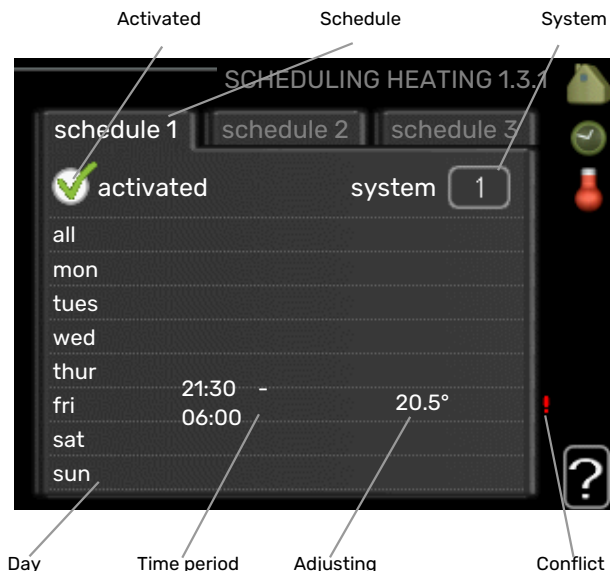 Activated Schedule System
SCHEDULING HEATING 1.3.1
schedule 1 schedule 2 schedule 3
activated system 1
all
mon
tues
wed
thur
fri 21:30 - 06:00 20.5° !
sat
sun
?
Day Time period Adjusting Conflict